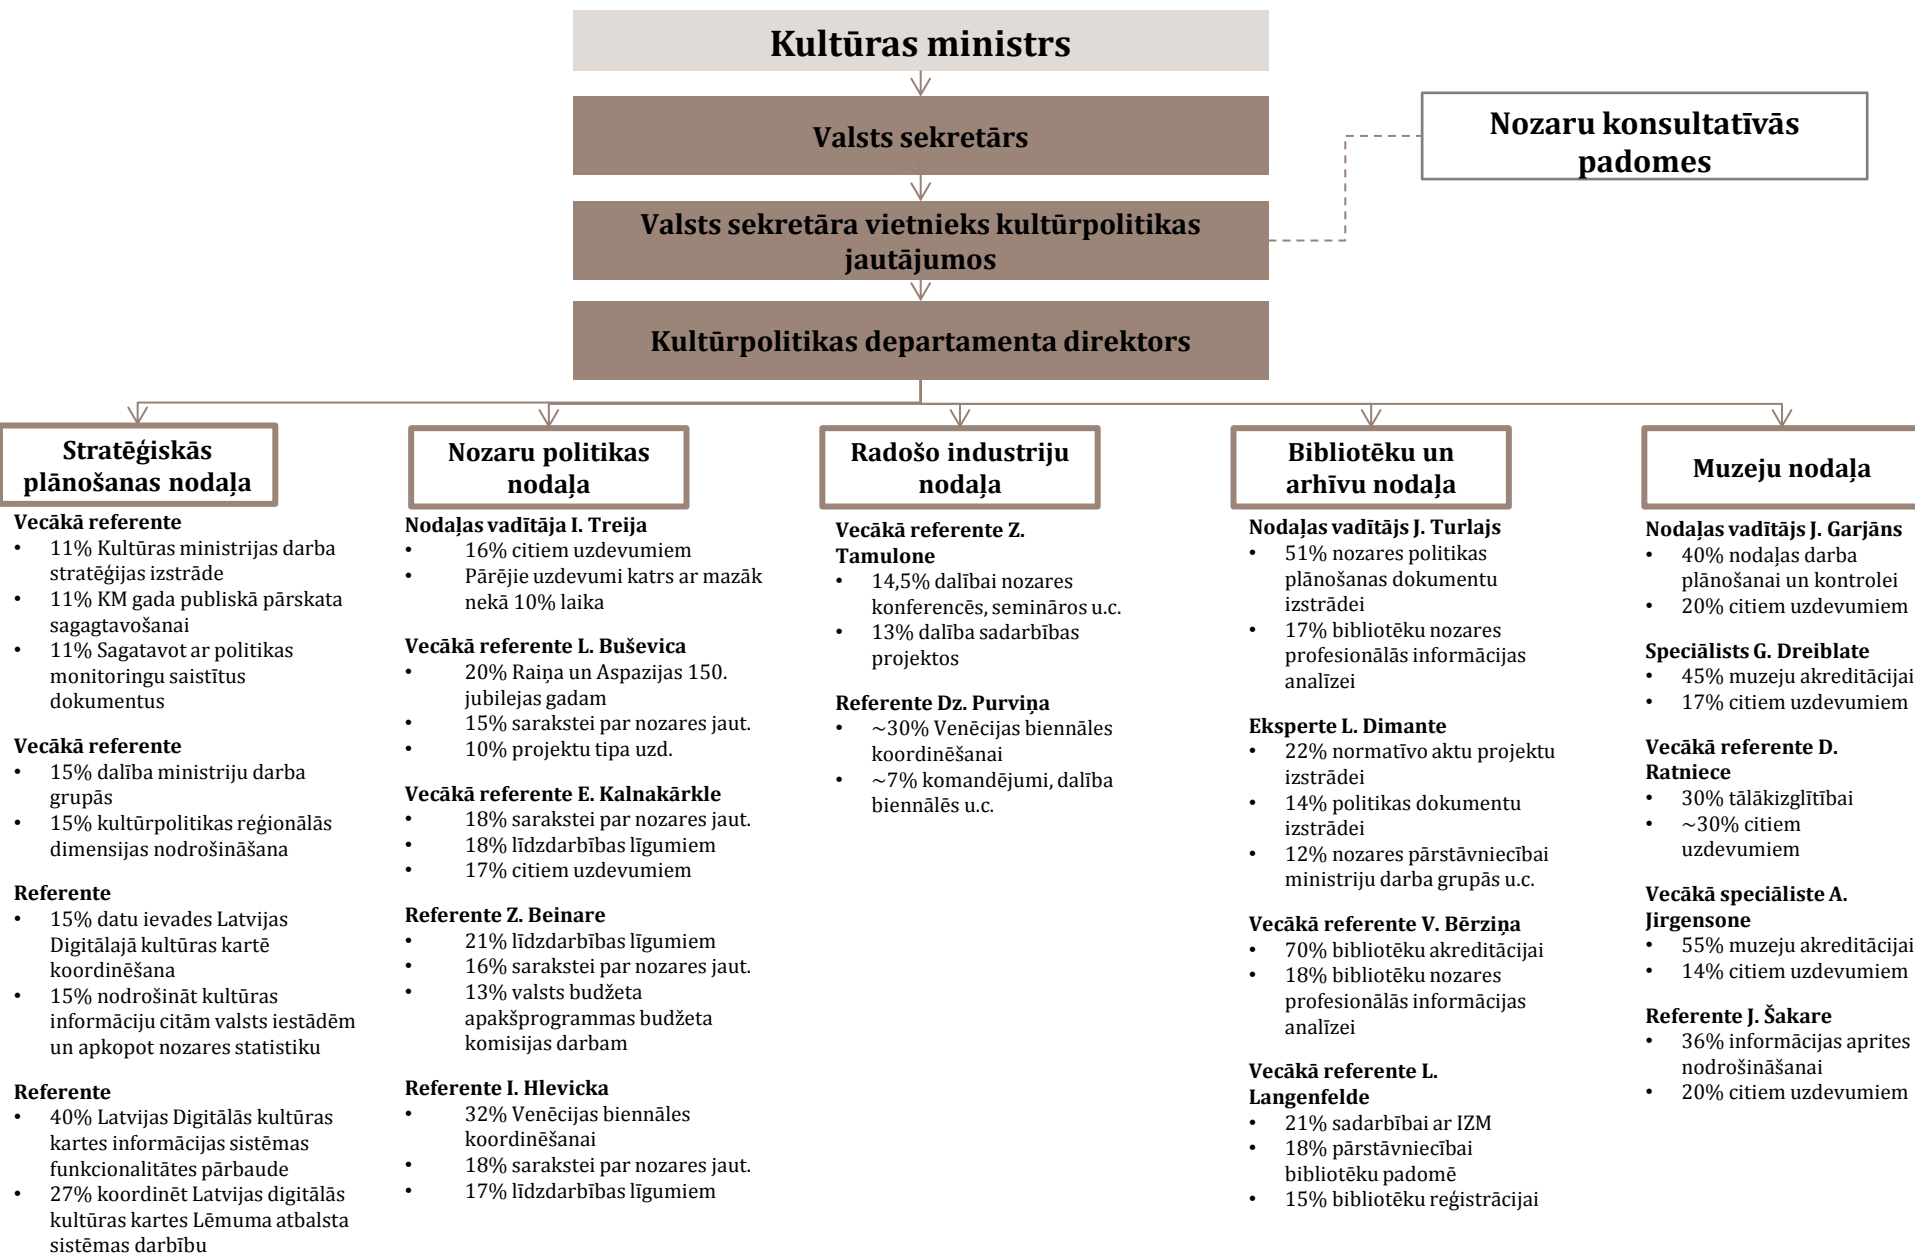 Kultūras ministrs
Valsts sekretārs
Nozaru konsultatīvās
padomes
Valsts sekretāra vietnieks kultūrpolitikas
jautājumos
Kultūrpolitikas departamenta direktors
Stratēģiskās
plānošanas nodaļa
Vecākā referente
• 11% Kultūras ministrijas darba
stratēģijas izstrāde
• 11% KM gada publiskā pārskata
sagagtavošanai
• 11% Sagatavot ar politikas
monitoringu saistītus
dokumentus
Vecākā referente
• 15% dalība ministriju darba
grupās
• 15% kultūrpolitikas reģionālās
dimensijas nodrošināšana
Referente
• 15% datu ievades Latvijas
Digitālajā kultūras kartē
koordinēšana
• 15% nodrošināt kultūras
informāciju citām valsts iestādēm
un apkopot nozares statistiku
Referente
• 40% Latvijas Digitālās kultūras
kartes informācijas sistēmas
funkcionalitātes pārbaude
• 27% koordinēt Latvijas digitālās
kultūras kartes Lēmuma atbalsta
sistēmas darbību
Nozaru politikas
nodaļa
Nodaļas vadītāja I. Treija
• 16% citiem uzdevumiem
• Pārējie uzdevumi katrs ar mazāk
nekā 10% laika
Vecākā referente L. Buševica
• 20% Raiņa un Aspazijas 150.
jubilejas gadam
• 15% sarakstei par nozares jaut.
• 10% projektu tipa uzd.
Vecākā referente E. Kalnakārkle
• 18% sarakstei par nozares jaut.
• 18% līdzdarbības līgumiem
• 17% citiem uzdevumiem
Referente Z. Beinare
• 21% līdzdarbības līgumiem
• 16% sarakstei par nozares jaut.
• 13% valsts budžeta
apakšprogrammas budžeta
komisijas darbam
Referente I. Hlevicka
• 32% Venēcijas biennāles
koordinēšanai
• 18% sarakstei par nozares jaut.
• 17% līdzdarbības līgumiem
Radošo industriju
nodaļa
Vecākā referente Z.
Tamulone
• 14,5% dalībai nozares
konferencēs, semināros u.c.
• 13% dalība sadarbības
projektos
Referente Dz. Purviņa
• ~30% Venēcijas biennāles
koordinēšanai
• ~7% komandējumi, dalība
biennālēs u.c.
Bibliotēku un
arhīvu nodaļa
Nodaļas vadītājs J. Turlajs
• 51% nozares politikas
plānošanas dokumentu
izstrādei
• 17% bibliotēku nozares
profesionālās informācijas
analīzei
Eksperte L. Dimante
• 22% normatīvo aktu projektu
izstrādei
• 14% politikas dokumentu
izstrādei
• 12% nozares pārstāvniecībai
ministriju darba grupās u.c.
Vecākā referente V. Bērziņa
• 70% bibliotēku akreditācijai
• 18% bibliotēku nozares
profesionālās informācijas
analīzei
Vecākā referente L.
Langenfelde
• 21% sadarbībai ar IZM
• 18% pārstāvniecībai
bibliotēku padomē
• 15% bibliotēku reģistrācijai
Muzeju nodaļa
Nodaļas vadītājs J. Garjāns
• 40% nodaļas darba
plānošanai un kontrolei
• 20% citiem uzdevumiem
Speciālists G. Dreiblate
• 45% muzeju akreditācijai
• 17% citiem uzdevumiem
Vecākā referente D.
Ratniece
• 30% tālākizglītībai
• ~30% citiem
uzdevumiem
Vecākā speciāliste A.
Jirgensone
• 55% muzeju akreditācijai
• 14% citiem uzdevumiem
Referente J. Šakare
• 36% informācijas aprites
nodrošināšanai
• 20% citiem uzdevumiem